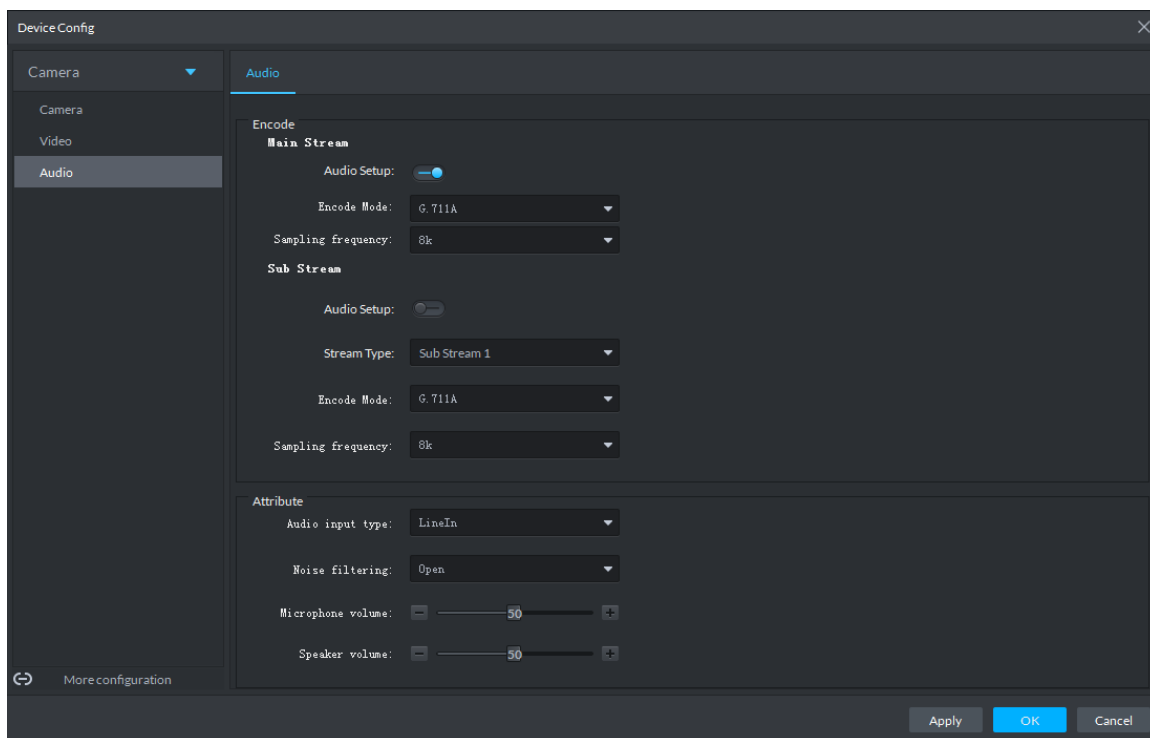 Device Config
Camera
Audio
Camera
Video
Audio
Encode
Main Stream
Audio Setup:
Encode Mode: G.711A
Sampling frequency: 8k
Sub Stream
Audio Setup:
Stream Type: Sub Stream 1
Encode Mode: G.711A
Sampling frequency: 8k
Attribute
Audio input type: LineIn
Noise filtering: Open
Microphone volume: 50
Speaker volume: 50
More configuration
Apply OK Cancel